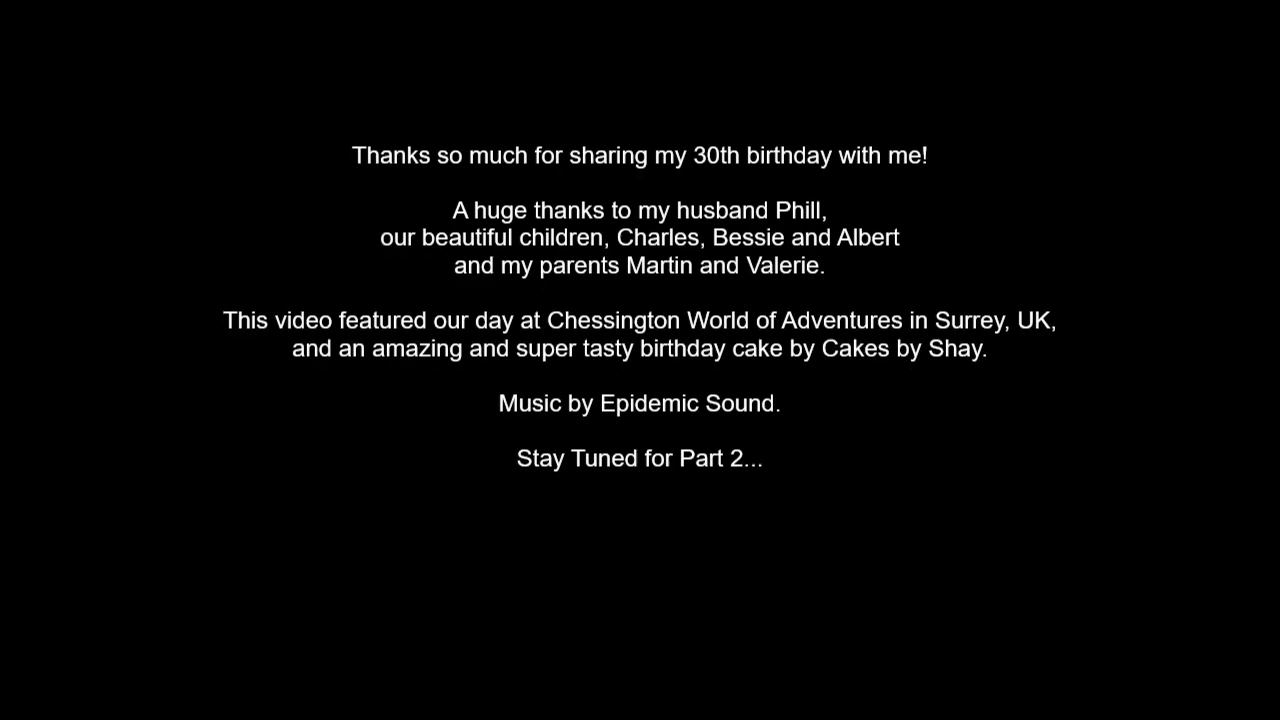 Thanks so much for sharing my 30th birthday with me!
A huge thanks to my husband Phill,
our beautiful children, Charles, Bessie and Albert
and my parents Martin and Valerie.
This video featured our day at Chessington World of Adventures in Surrey, UK,
and an amazing and super tasty birthday cake by Cakes by Shay.
Music by Epidemic Sound.
Stay Tuned for Part 2...